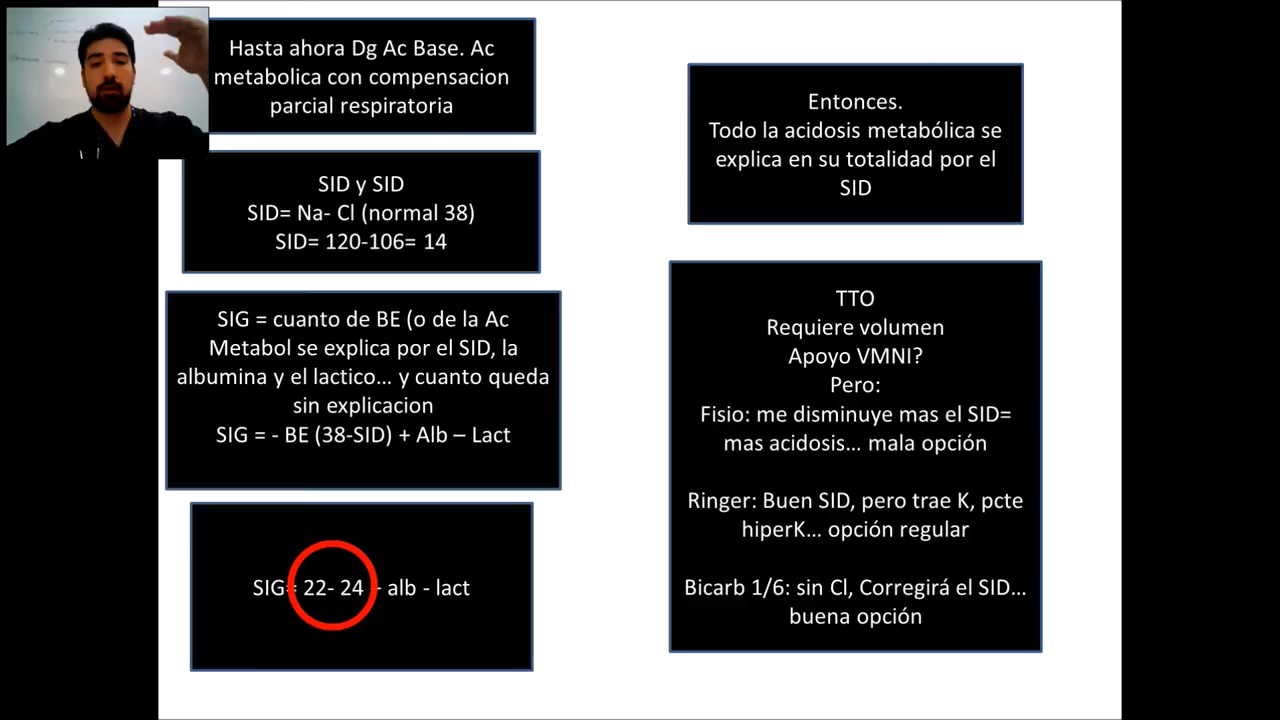 Hasta ahora Dg Ac Base. Ac
metabolica con compensacion
parcial respiratoria
SID y SID
SID= Na- Cl (normal 38)
SID= 120-106= 14
SIG = cuanto de BE (o de la Ac
Metabol se explica por el SID, la
albumina y el lactico… y cuanto queda
sin explicacion
SIG = - BE (38-SID) + Alb – Lact
SIG= 22- 24 - alb - lact
Entonces.
Todo la acidosis metabólica se
explica en su totalidad por el
SID
TTO
Requiere volumen
Apoyo VMNI?
Pero:
Fisio: me disminuye mas el SID=
mas acidosis… mala opción
Ringer: Buen SID, pero trae K, pcte
hiperK… opción regular
Bicarb 1/6: sin Cl, Corregirá el SID…
buena opción